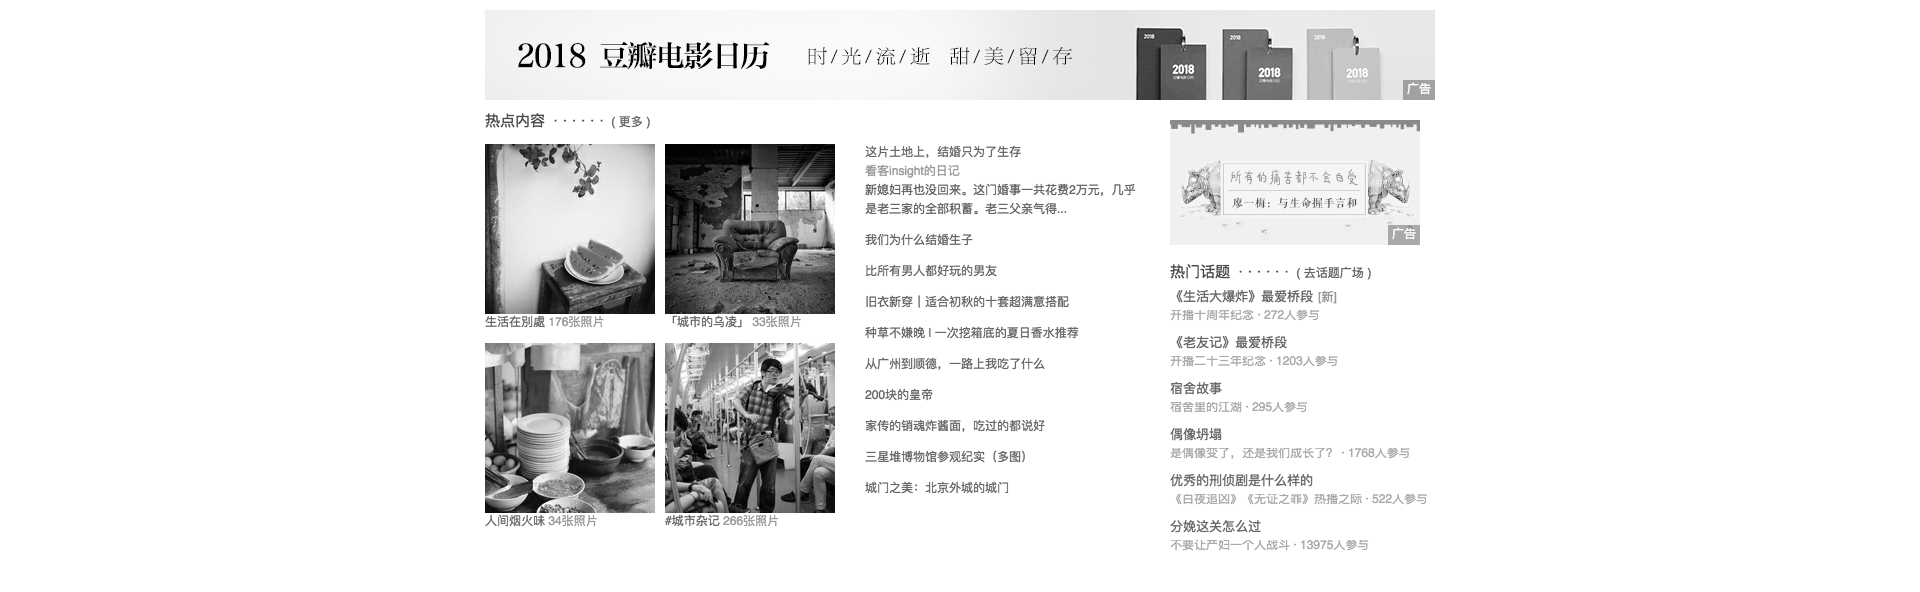 2018 豆瓣电影日历 时/光/流/逝 甜/美/留/存
2018
2018
2018
2018
2018
广告
热点内容 · · · · · · ( 更多 )
生活在別處 176张照片
「城市的乌凌」 33张照片
人间烟火味 34张照片
#城市杂记 266张照片
这片土地上，结婚只为了生存
看客insight的日记
新媳妇再也没回来。这门婚事一共花费2万元，几乎
是老三家的全部积蓄。老三父亲气得...
我们为什么结婚生子
比所有男人都好玩的男友
旧衣新穿｜适合初秋的十套超满意搭配
种草不嫌晚 l 一次挖箱底的夏日香水推荐
从广州到顺德，一路上我吃了什么
200块的皇帝
家传的销魂炸酱面，吃过的都说好
三星堆博物馆参观纪实（多图）
城门之美：北京外城的城门
所有的痛苦都不会白受
廖一梅：与生命握手言和
广告
热门话题 · · · · · · ( 去话题广场 )
《生活大爆炸》最爱桥段 [新]
开播十周年纪念 · 272人参与
《老友记》最爱桥段
开播二十三年纪念 · 1203人参与
宿舍故事
宿舍里的江湖 · 295人参与
偶像坍塌
是偶像变了，还是我们成长了？ · 1768人参与
优秀的刑侦剧是什么样的
《白夜追凶》《无证之罪》热播之际 · 522人参与
分娩这关怎么过
不要让产妇一个人战斗 · 13975人参与